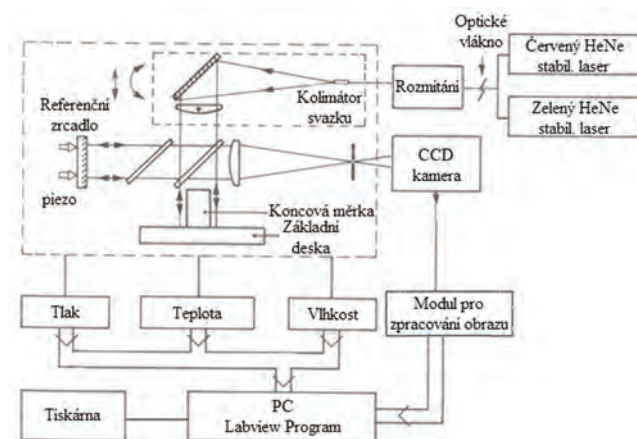 Optické
vlákno
Červený HeNe
stabil. laser
Rozmítání
Zelený HeNe
stabil. laser
Kolimátor
svazku
Referenční
zrcadlo
piezo
CCD
kamera
Koncová měrka
Základní
deska
Tlak
Teplota
Vlhkost
Modul pro
zpracování obrazu
Tiskárna
PC
Labview Program